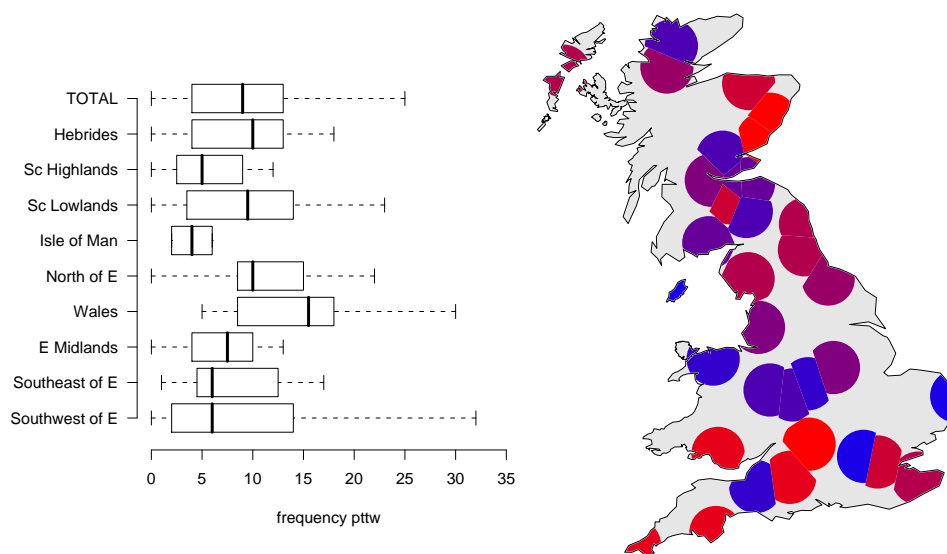 TOTAL
Hebrides
Sc Highlands
Sc Lowlands
Isle of Man
North of E
Wales
E Midlands
Southeast of E
Southwest of E
0 5 10 15 20 25 30 35
frequency pttw